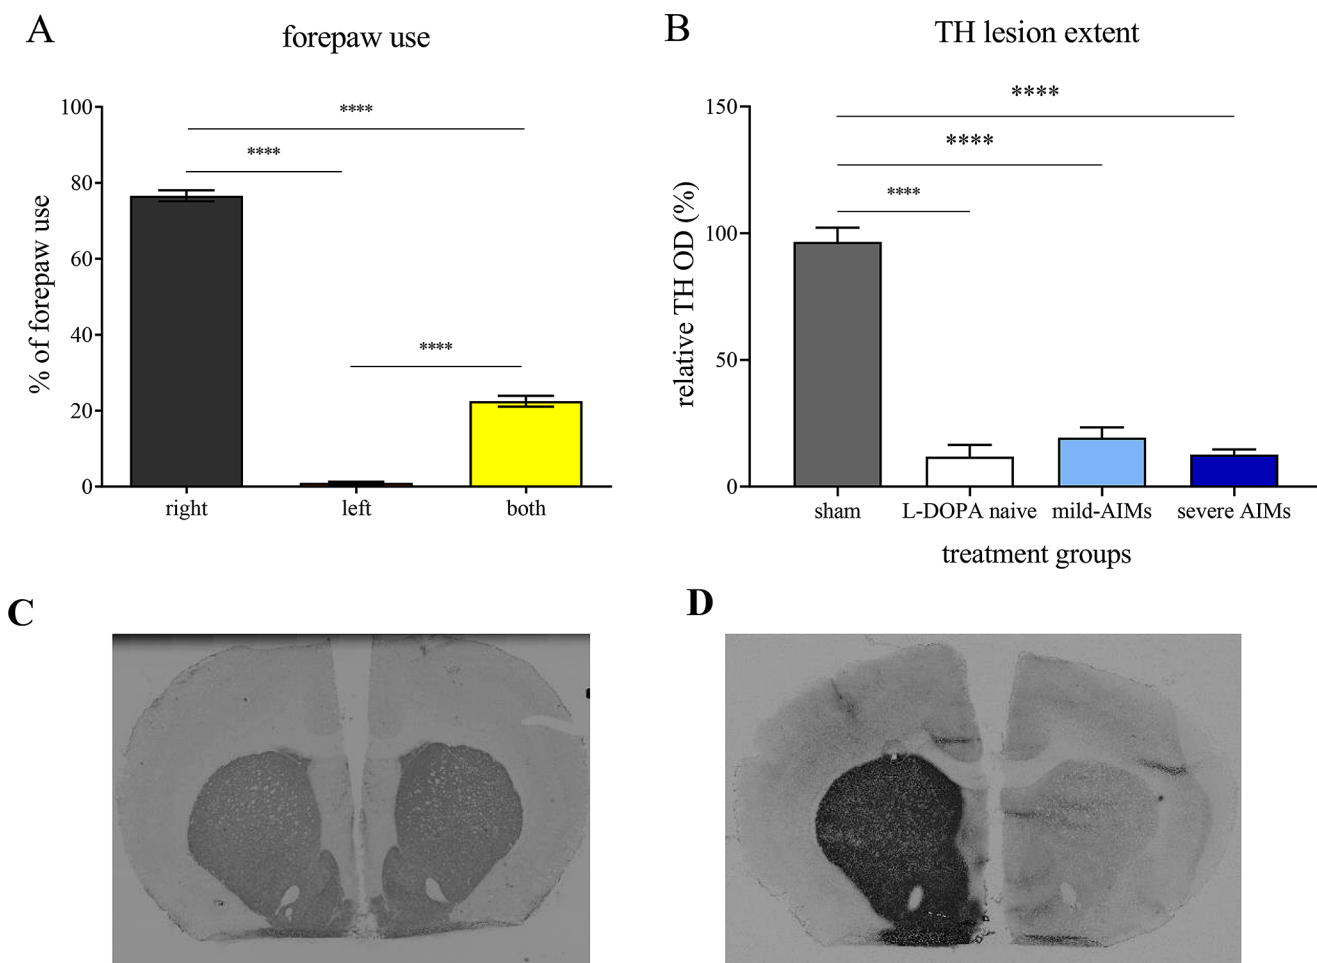 A
forepaw use
% of forepaw use
100
80
60
40
20
0
****
****
****
right
left
both
B
TH lesion extent
relative TH OD (%)
150
100
50
0
****
****
****
sham
L-DOPA naive
mild-AIMs
severe AIMs
treatment groups
C
D